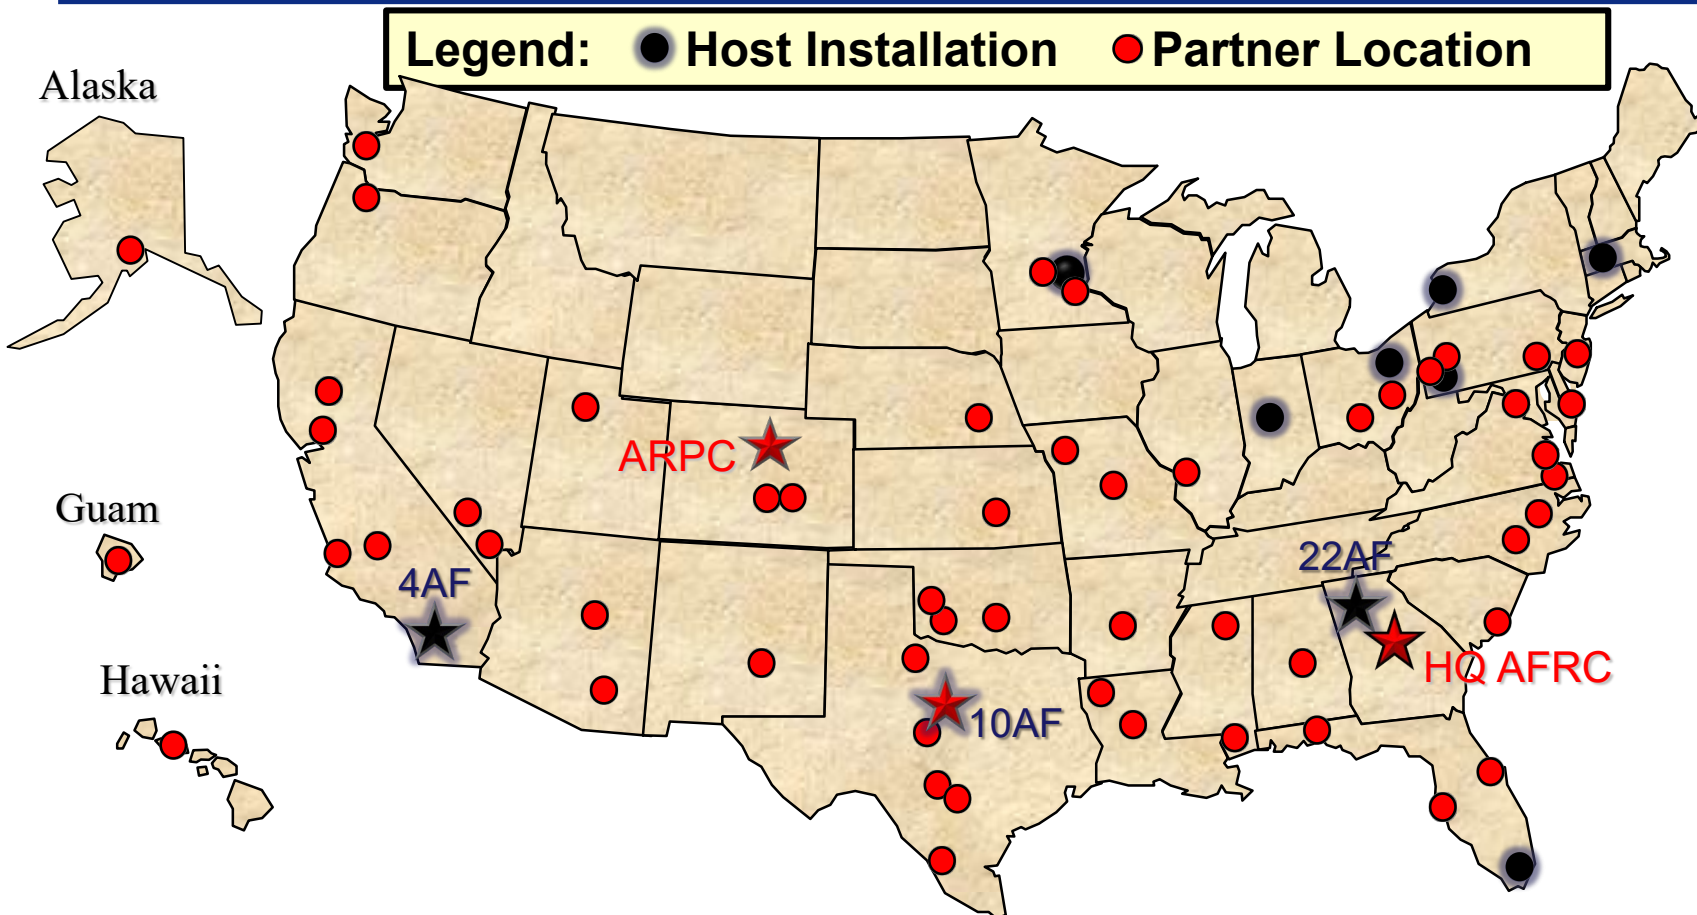 Legend: Host Installation Partner Location
Alaska
ARPC
Guam
22AF
4AF
HQ AFRC
Hawaii
10AF